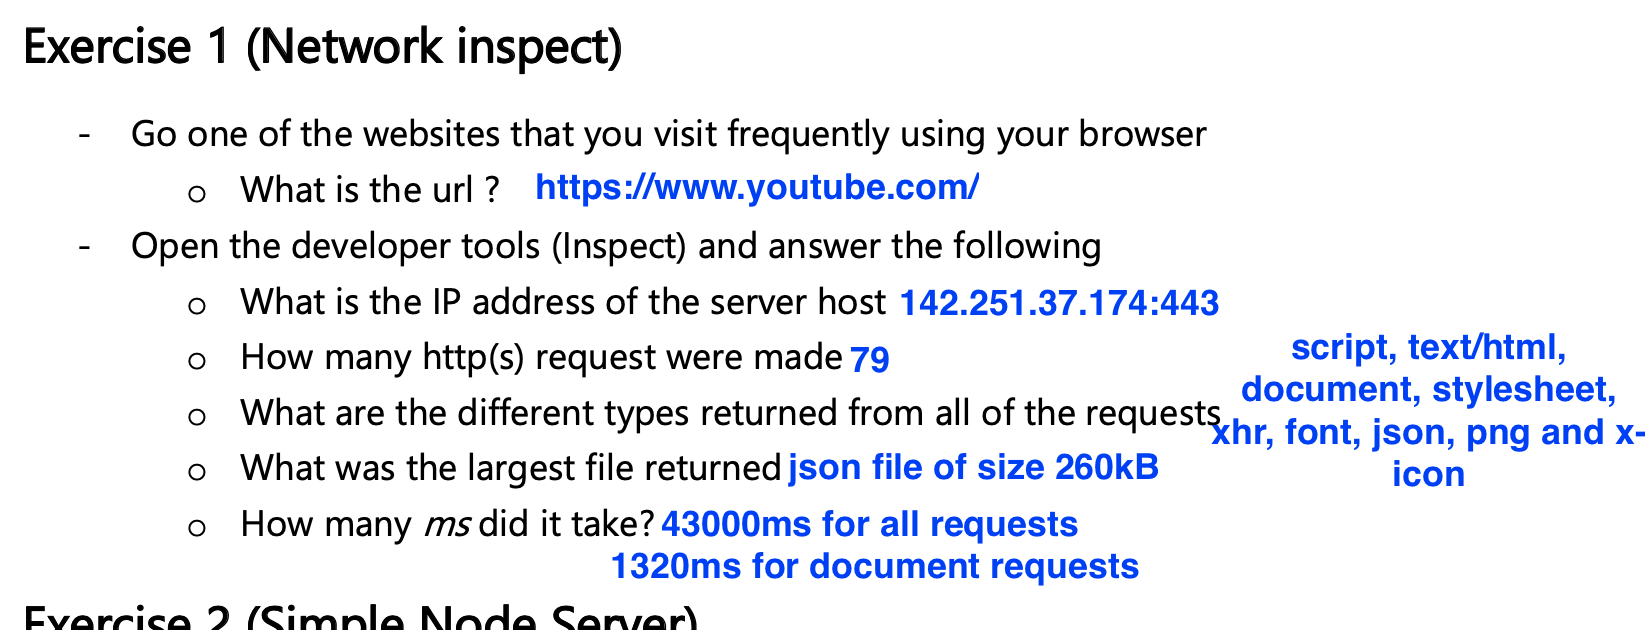 Exercise 1 (Network inspect)
- Go one of the websites that you visit frequently using your browser
o What is the url ? https://www.youtube.com/
- Open the developer tools (Inspect) and answer the following
o What is the IP address of the server host 142.251.37.174:443
o How many http(s) request were made 79
o What are the different types returned from all of the requests
script, text/html,
document, stylesheet,
xhr, font, json, png and x-
icon
o What was the largest file returned json file of size 260kB
o How many ms did it take? 43000ms for all requests
1320ms for document requests
Exercise 2 (Simple Node Server)